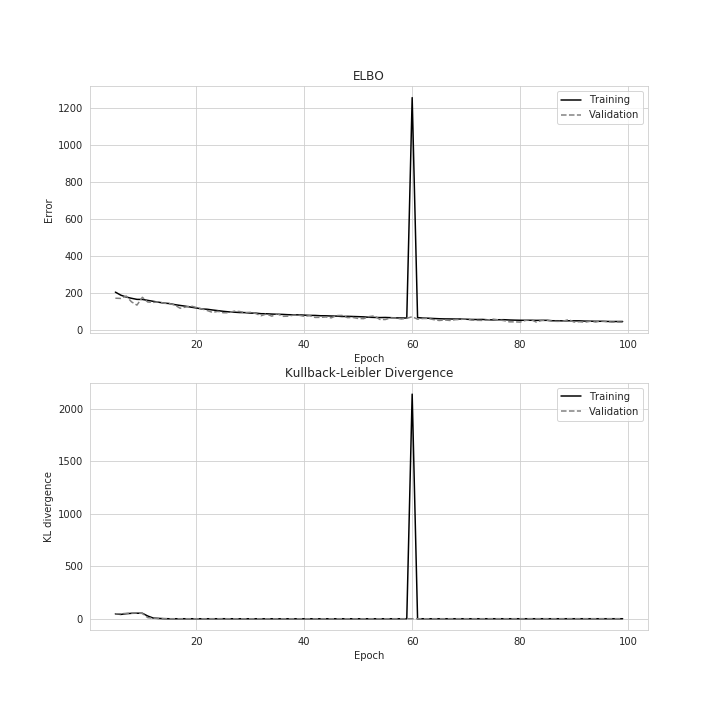 ELBO
1200
1000
800
600
400
200
0
Error
Training
Validation
20
40
60
80
100
Epoch
Kullback-Leibler Divergence
2000
1500
1000
500
0
KL divergence
Training
Validation
20
40
60
80
100
Epoch